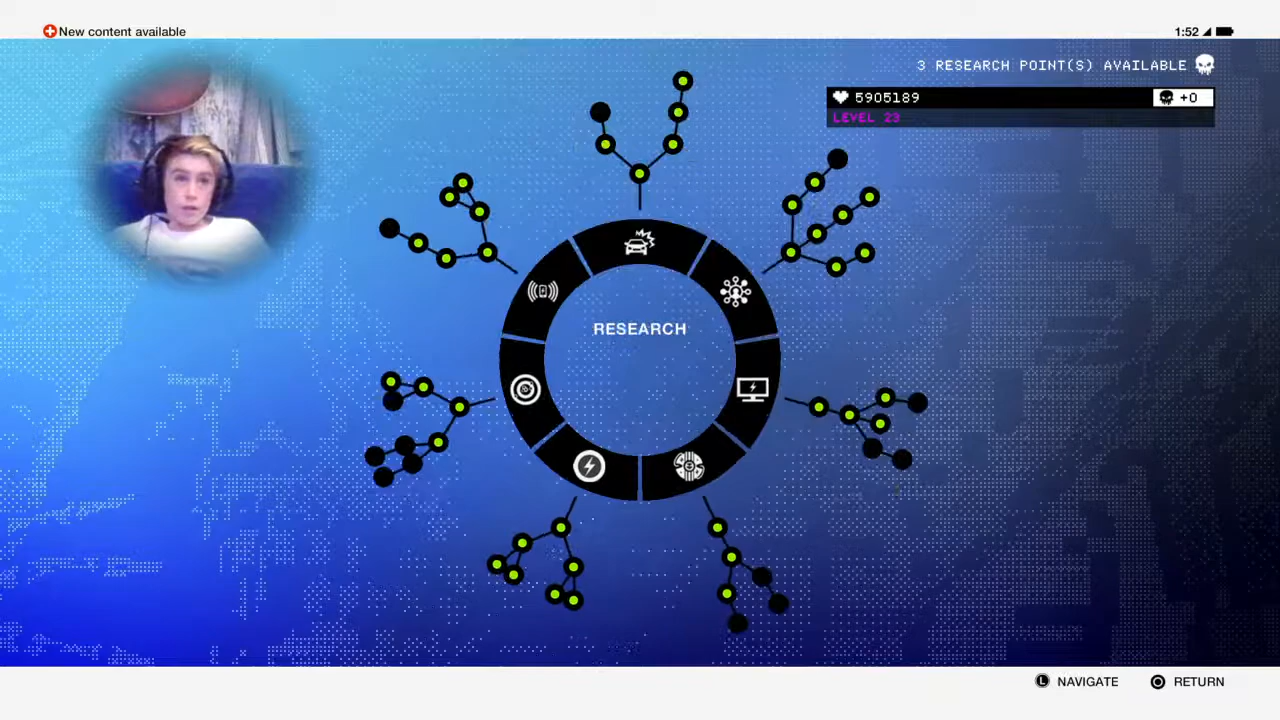 New content available
1:52
3 RESEARCH POINT(S) AVAILABLE
5905189
+0
LEVEL 23
RESEARCH
L NAVIGATE
RETURN